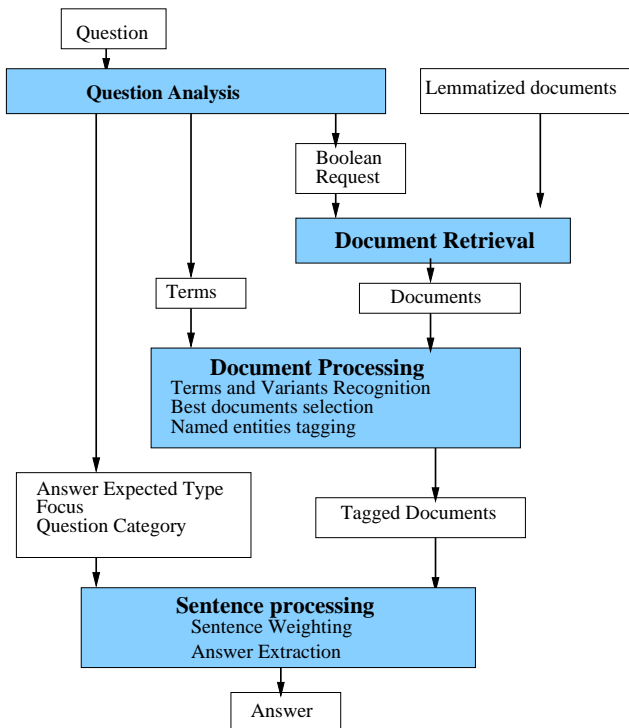 Question
Question Analysis
Lemmatized documents
Boolean
Request
Document Retrieval
Terms
Documents
Document Processing
Terms and Variants Recognition
Best documents selection
Named entities tagging
Answer Expected Type
Focus
Question Category
Tagged Documents
Sentence processing
Sentence Weighting
Answer Extraction
Answer